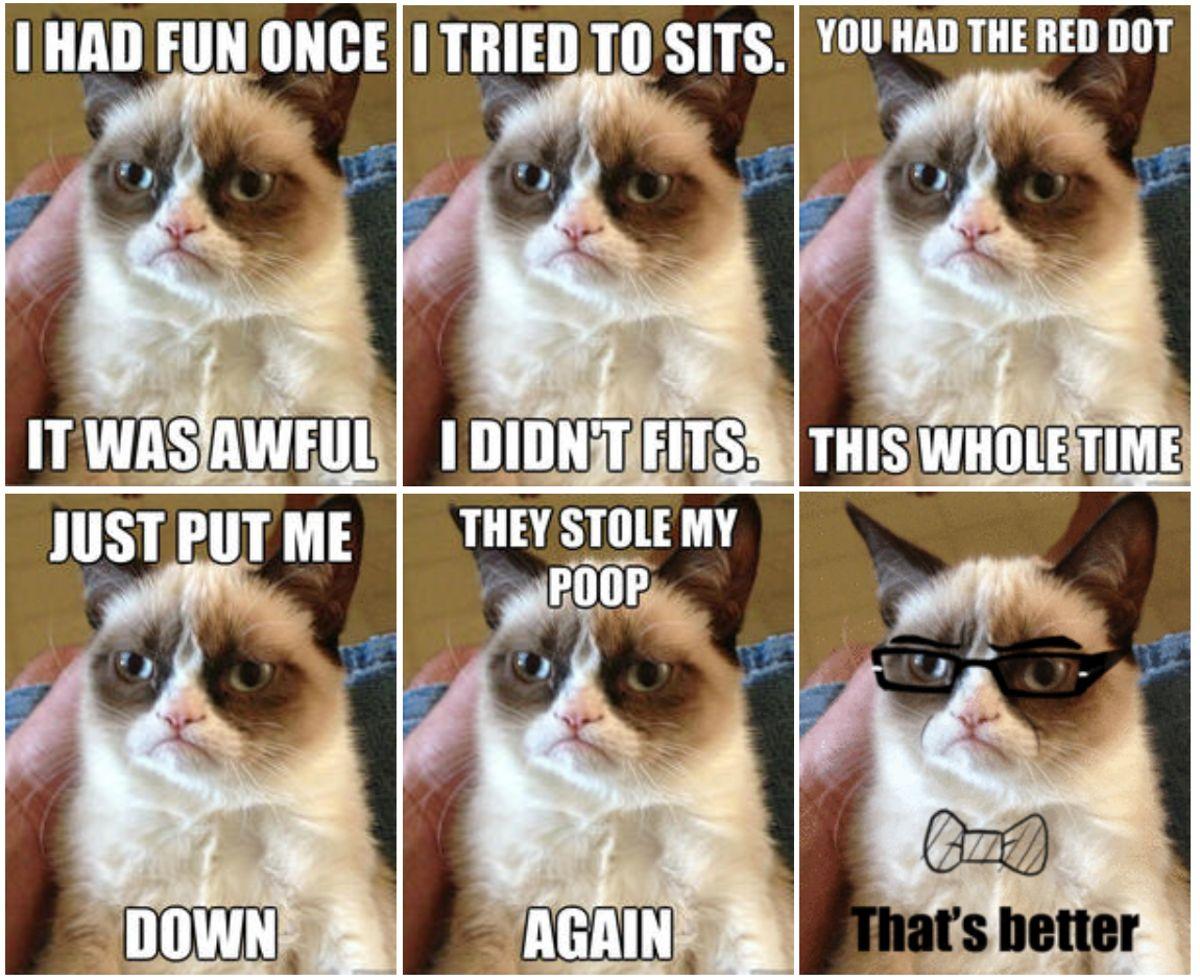 I HAD FUN ONCE
IT WAS AWFUL
I TRIED TO SITS.
I DIDN'T FITS.
YOU HAD THE RED DOT
THIS WHOLE TIME
JUST PUT ME
DOWN
THEY STOLE MY
POOP
AGAIN
That's better